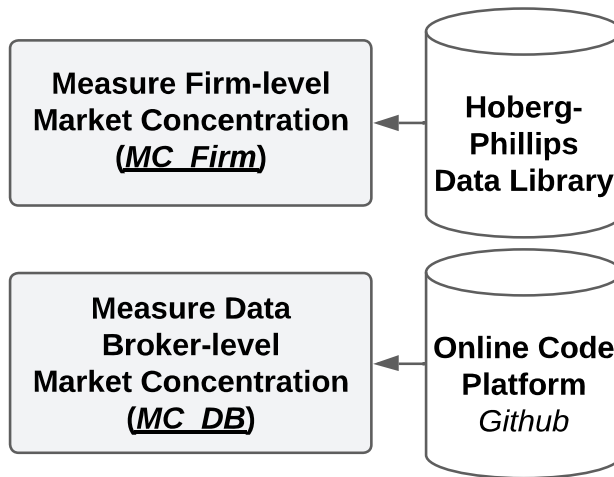 Measure Firm-level
Market Concentration
(MC_Firm)
Hoberg-
Phillips
Data Library
Measure Data
Broker-level
Market Concentration
(MC_DB)
Online Code
Platform
Github